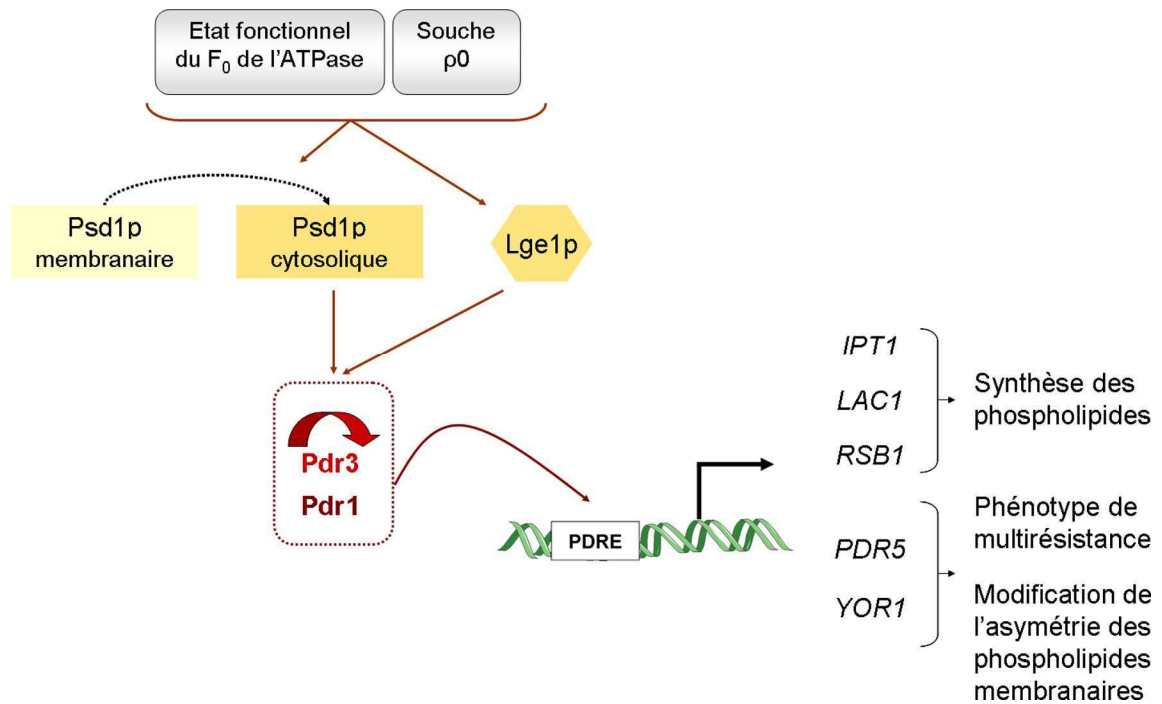 Etat fonctionnel
du F₀ de l'ATPase
Souche
ρ0
Psd1p
membranaire
Psd1p
cytosolique
Lge1p
Pdr3
Pdr1
PDRE
IPT1
LAC1
RSB1
Synthèse des
phospholipides
PDR5
YOR1
Phénotype de
multirésistance
Modification de
l'asymétrie des
phospholipides
membranaires